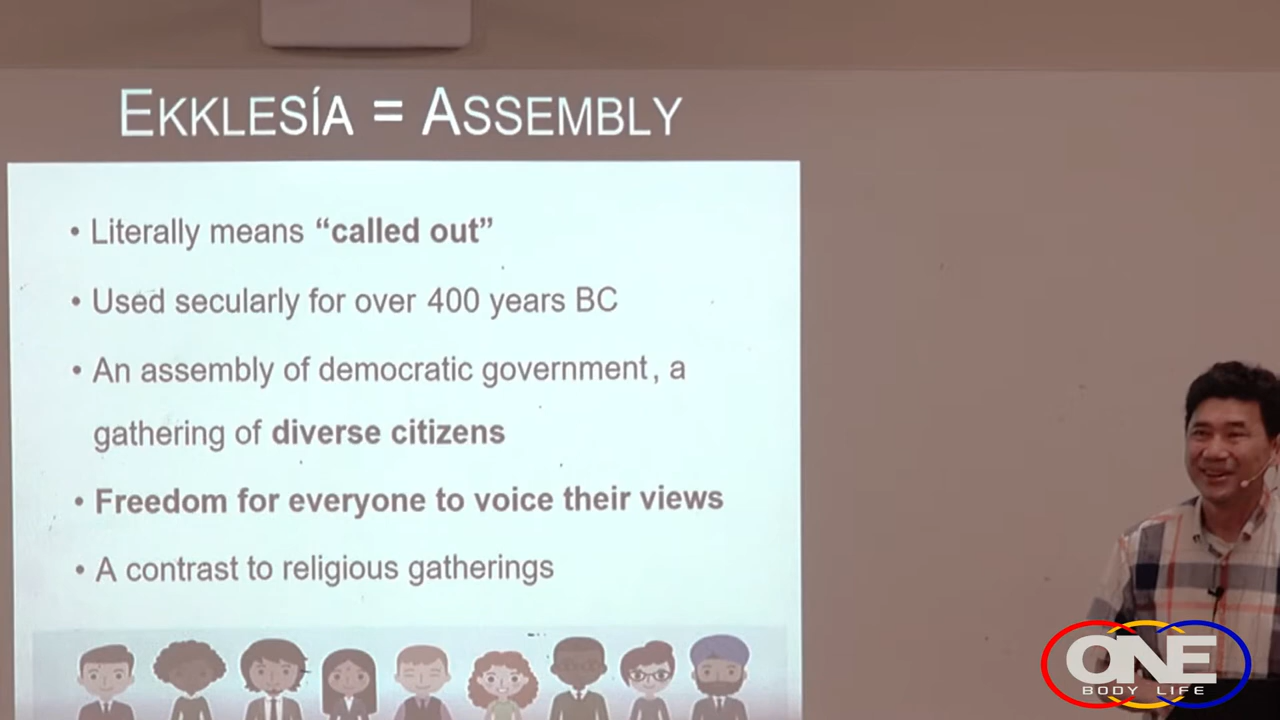 EKKLESÍA = ASSEMBLY
• Literally means “called out”
• Used secularly for over 400 years BC
• An assembly of democratic government, a
gathering of diverse citizens
• Freedom for everyone to voice their views
• A contrast to religious gatherings
ONE
BODY LIFE